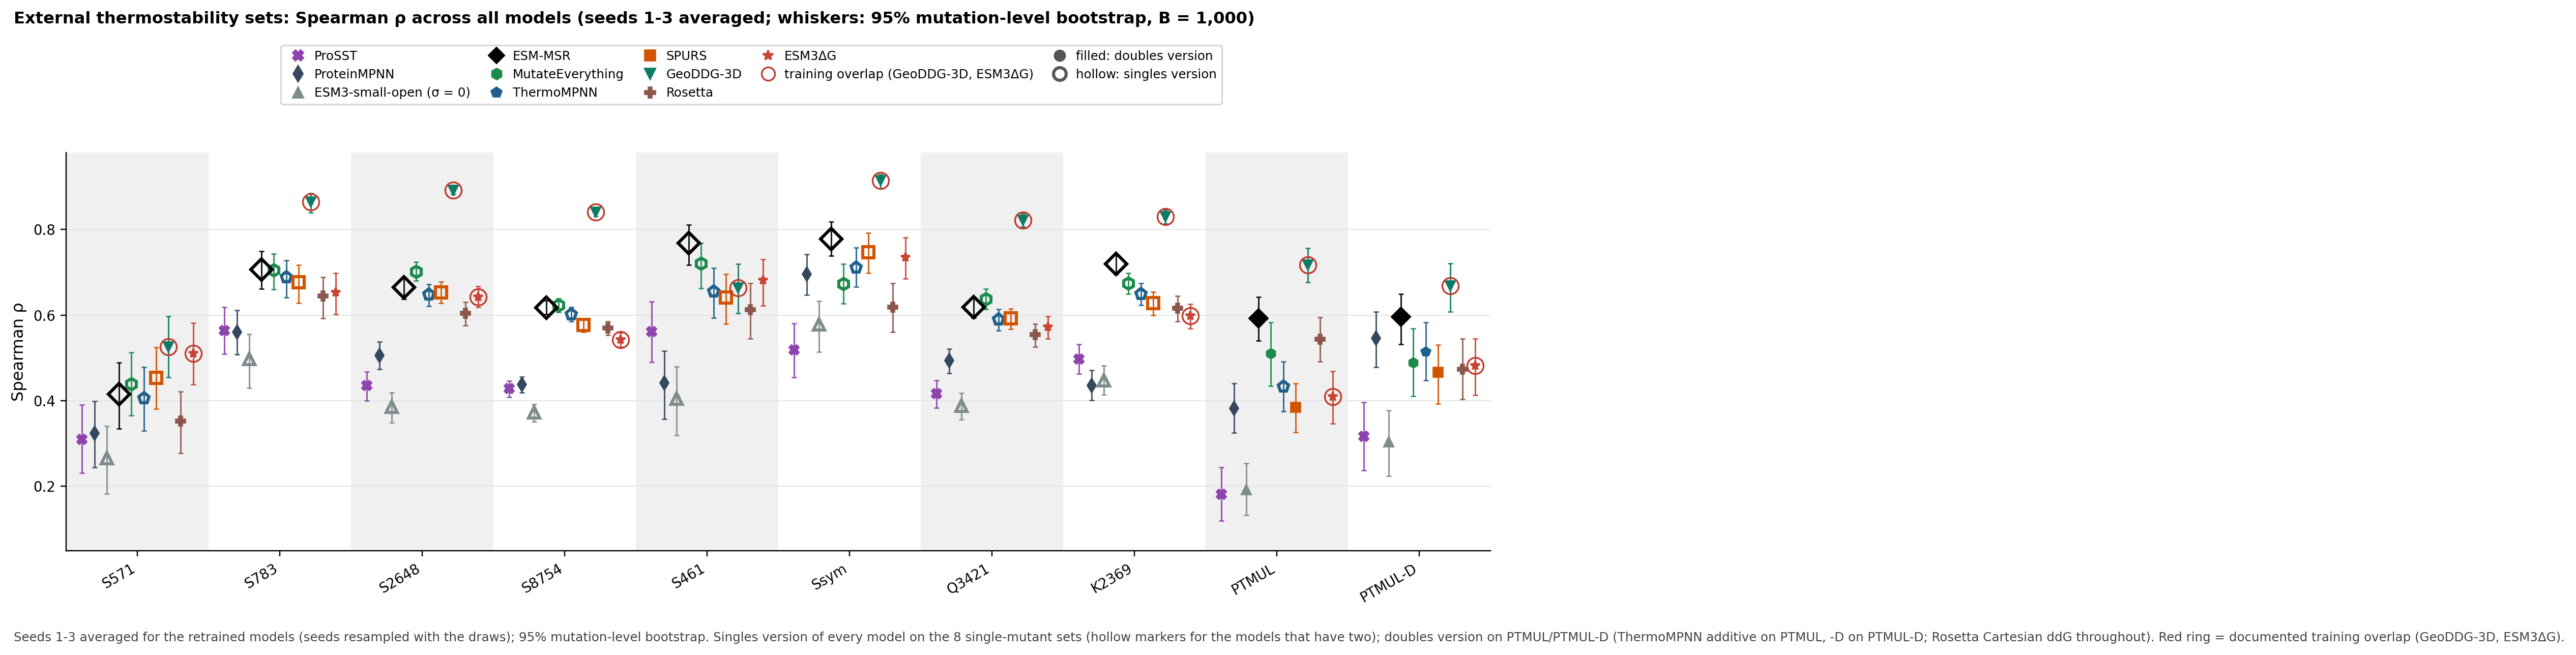 External thermostability sets: Spearman ρ across all models (seeds 1-3 averaged; whiskers: 95% mutation-level bootstrap, B = 1,000)
ProSST
ProteinMPNN
ESM3-small-open (σ = 0)
ESM-MSR
MutateEverything
ThermoMPNN
SPURS
GeoDDG-3D
Rosetta
ESM3ΔG
training overlap (GeoDDG-3D, ESM3ΔG)
filled: doubles version
hollow: singles version
Spearman ρ
0.8
0.6
0.4
0.2
S571
S783
S2648
S8754
S461
Ssym
Q3421
K2369
PTMUL
PTMUL-D
Seeds 1-3 averaged for the retrained models (seeds resampled with the draws); 95% mutation-level bootstrap. Singles version of every model on the 8 single-mutant sets (hollow markers for the models that have two); doubles version on PTMUL/PTMUL-D (ThermoMPNN additive on PTMUL, -D on PTMUL-D; Rosetta Cartesian ddG throughout). Red ring = documented training overlap (GeoDDG-3D, ESM3ΔG).